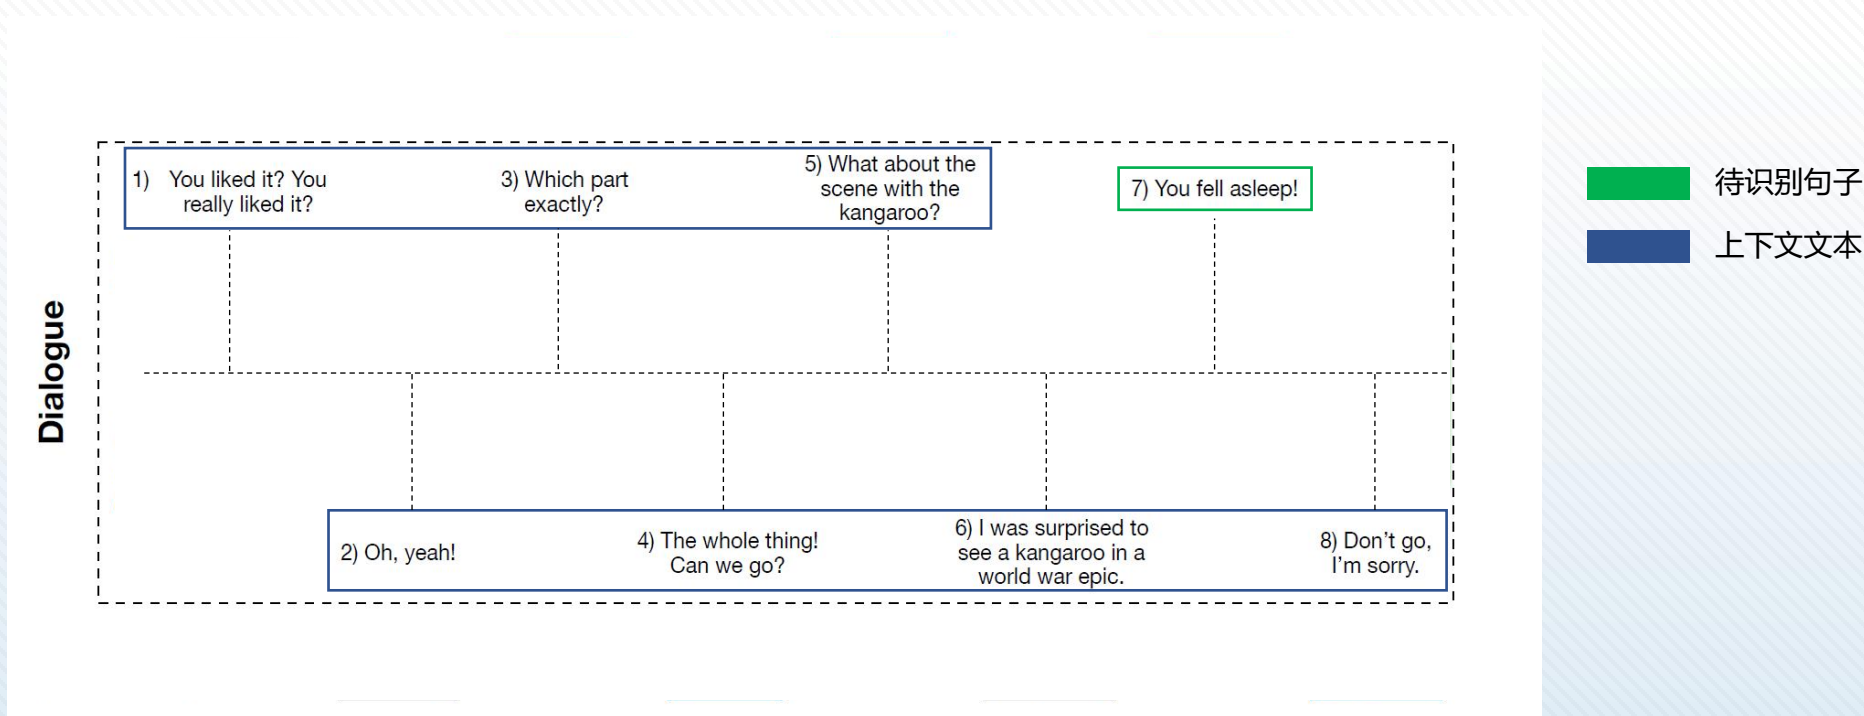 Dialogue
1) You liked it? You
really liked it?
2) Oh, yeah!
3) Which part
exactly?
4) The whole thing!
Can we go?
5) What about the
scene with the
kangaroo?
6) I was surprised to
see a kangaroo in a
world war epic.
7) You fell asleep!
8) Don't go,
I'm sorry.
待识别句子
上下文文本